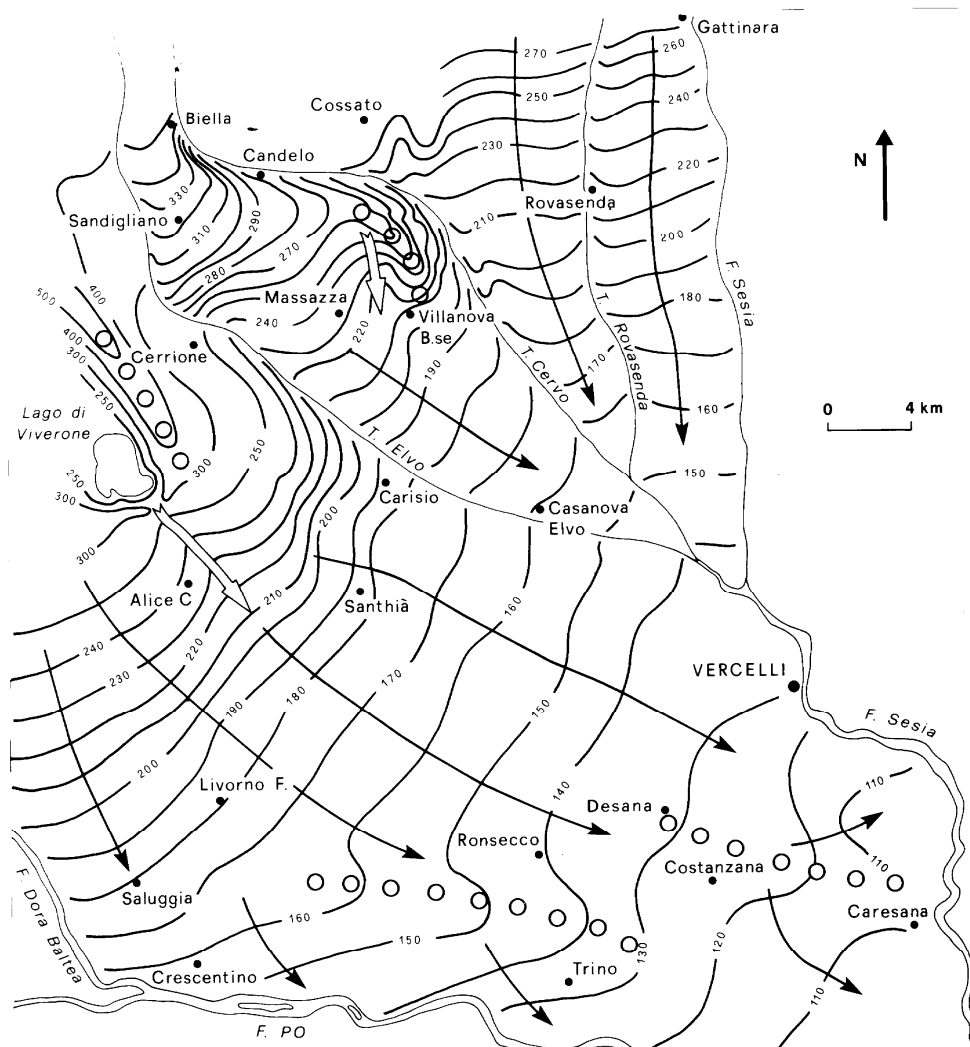 Gattinara
270
260
250
240
Cossato
Biella
230
Candelo
220
N
330
290
Rovasenda
Sandigliano
310
210
270
200
F. Sesia
280
400
500
Massazza
180
240
Villanova
B.se
220
T. Rovasenda
400
300
Cerrione
190
T. Cervo
170
250
160
0 4 km
Lago di
Viverone
T. Elvo
250
300
250
300
150
200
Carisio
Casanova
Elvo
300
Alice C
210
Santhià
160
240
220
230
170
VERCELLI
190
180
150
F. Sesia
200
Livorno F.
140
110
Desana
Ronsecco
110
Costanzana
F. Dora Baltea
Saluggia
160
Caresana
150
130
120
Crescentino
Trino
110
F. PO